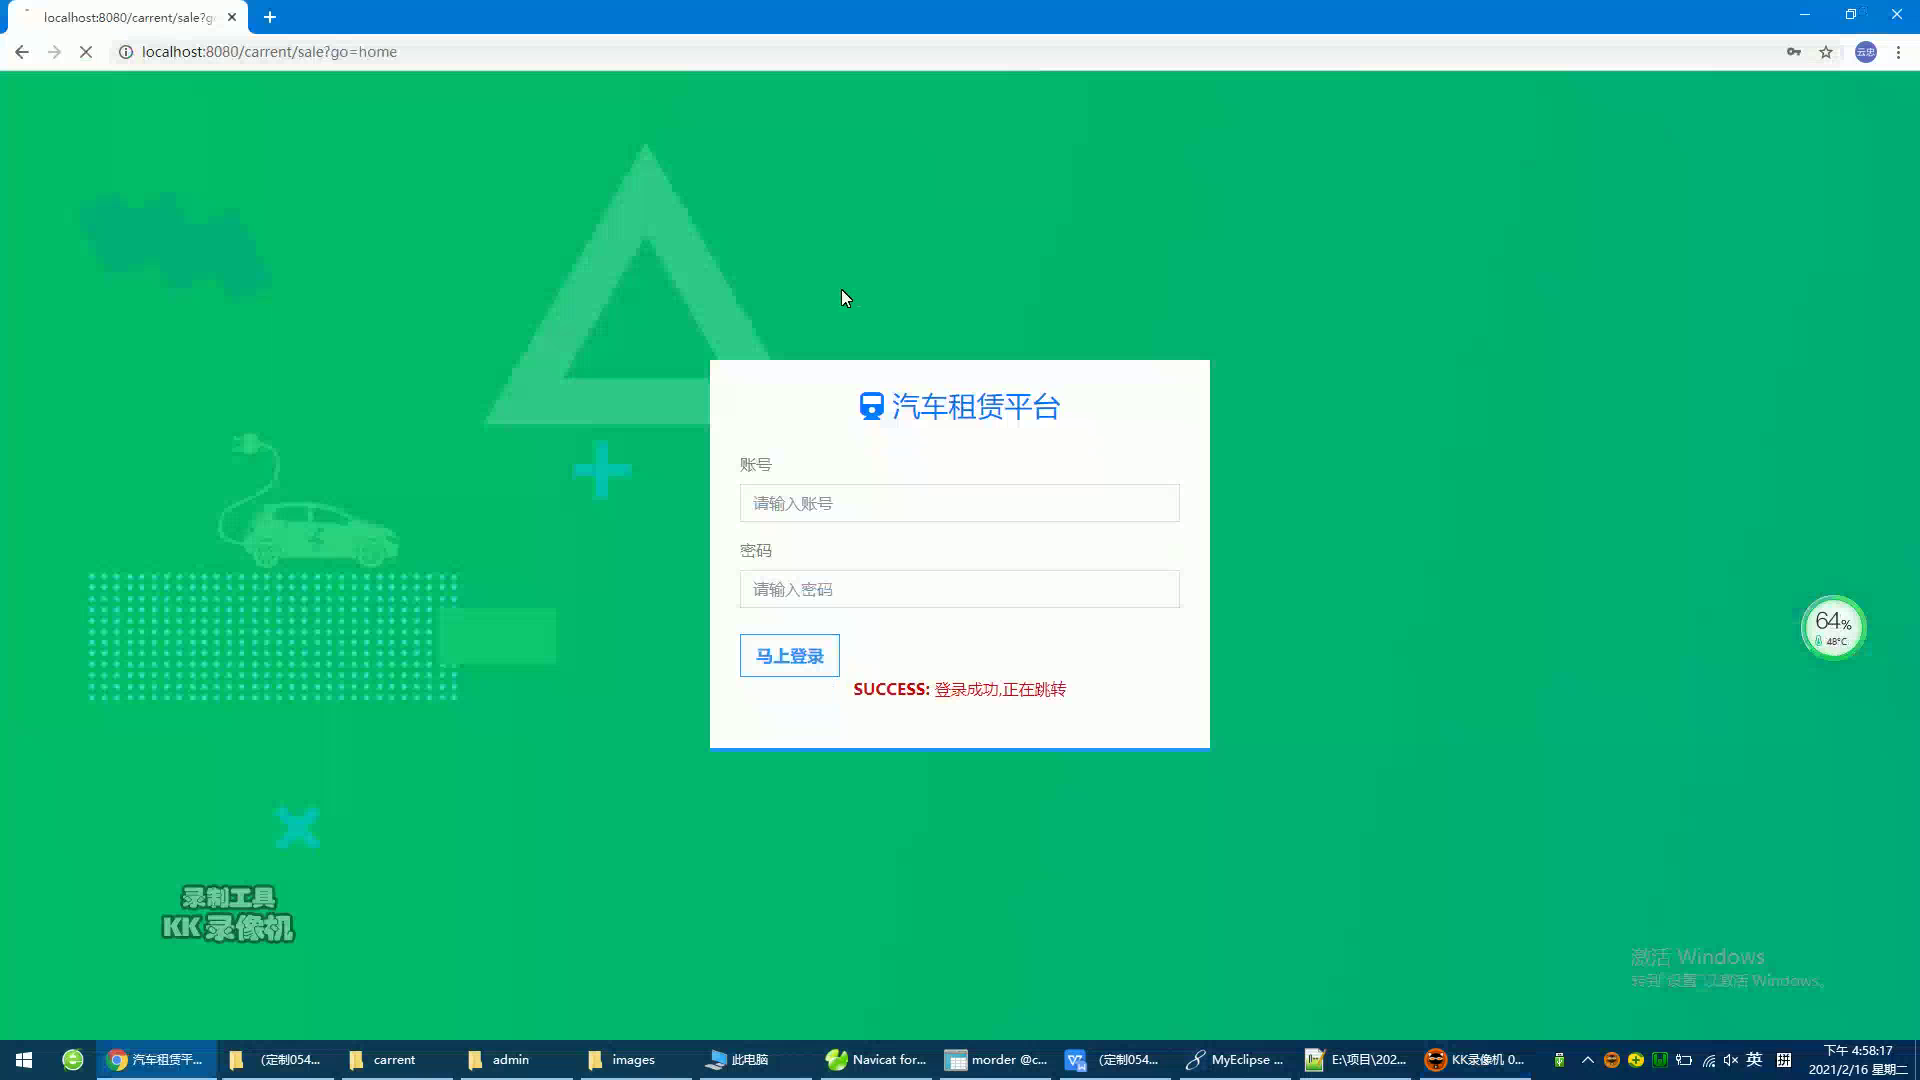 localhost:8080/carrent/sale?g
localhost:8080/carrent/sale?go=home
云忠
汽车租赁平台
账号
请输入账号
密码
请输入密码
马上登录
SUCCESS: 登录成功,正在跳转
64%
48°C
录制工具
KK 录像机
激活 Windows
转到"设置"以激活 Windows。
汽车租赁平...
(定制054...
carrent
admin
images
此电脑
Navicat for...
morder @c...
(定制054...
MyEclipse ...
E:\项目\202...
KK录像机 0...
英
拼
下午 4:58:17
2021/2/16 星期二